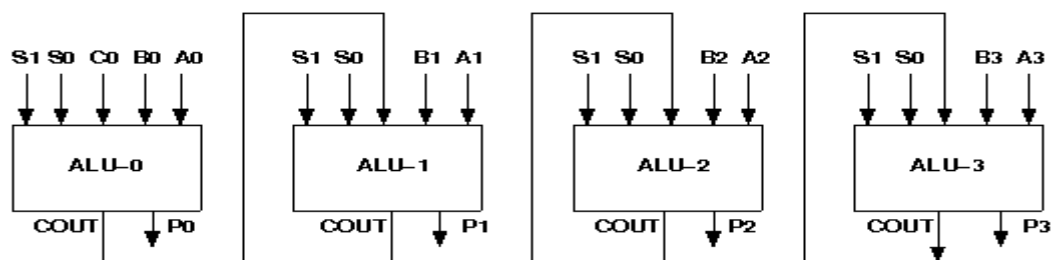 S1 S0 C0 B0 A0
S1 S0 B1 A1
S1 S0 B2 A2
S1 S0 B3 A3
ALU-0
ALU-1
ALU-2
ALU-3
COUT P0
COUT P1
COUT P2
COUT P3